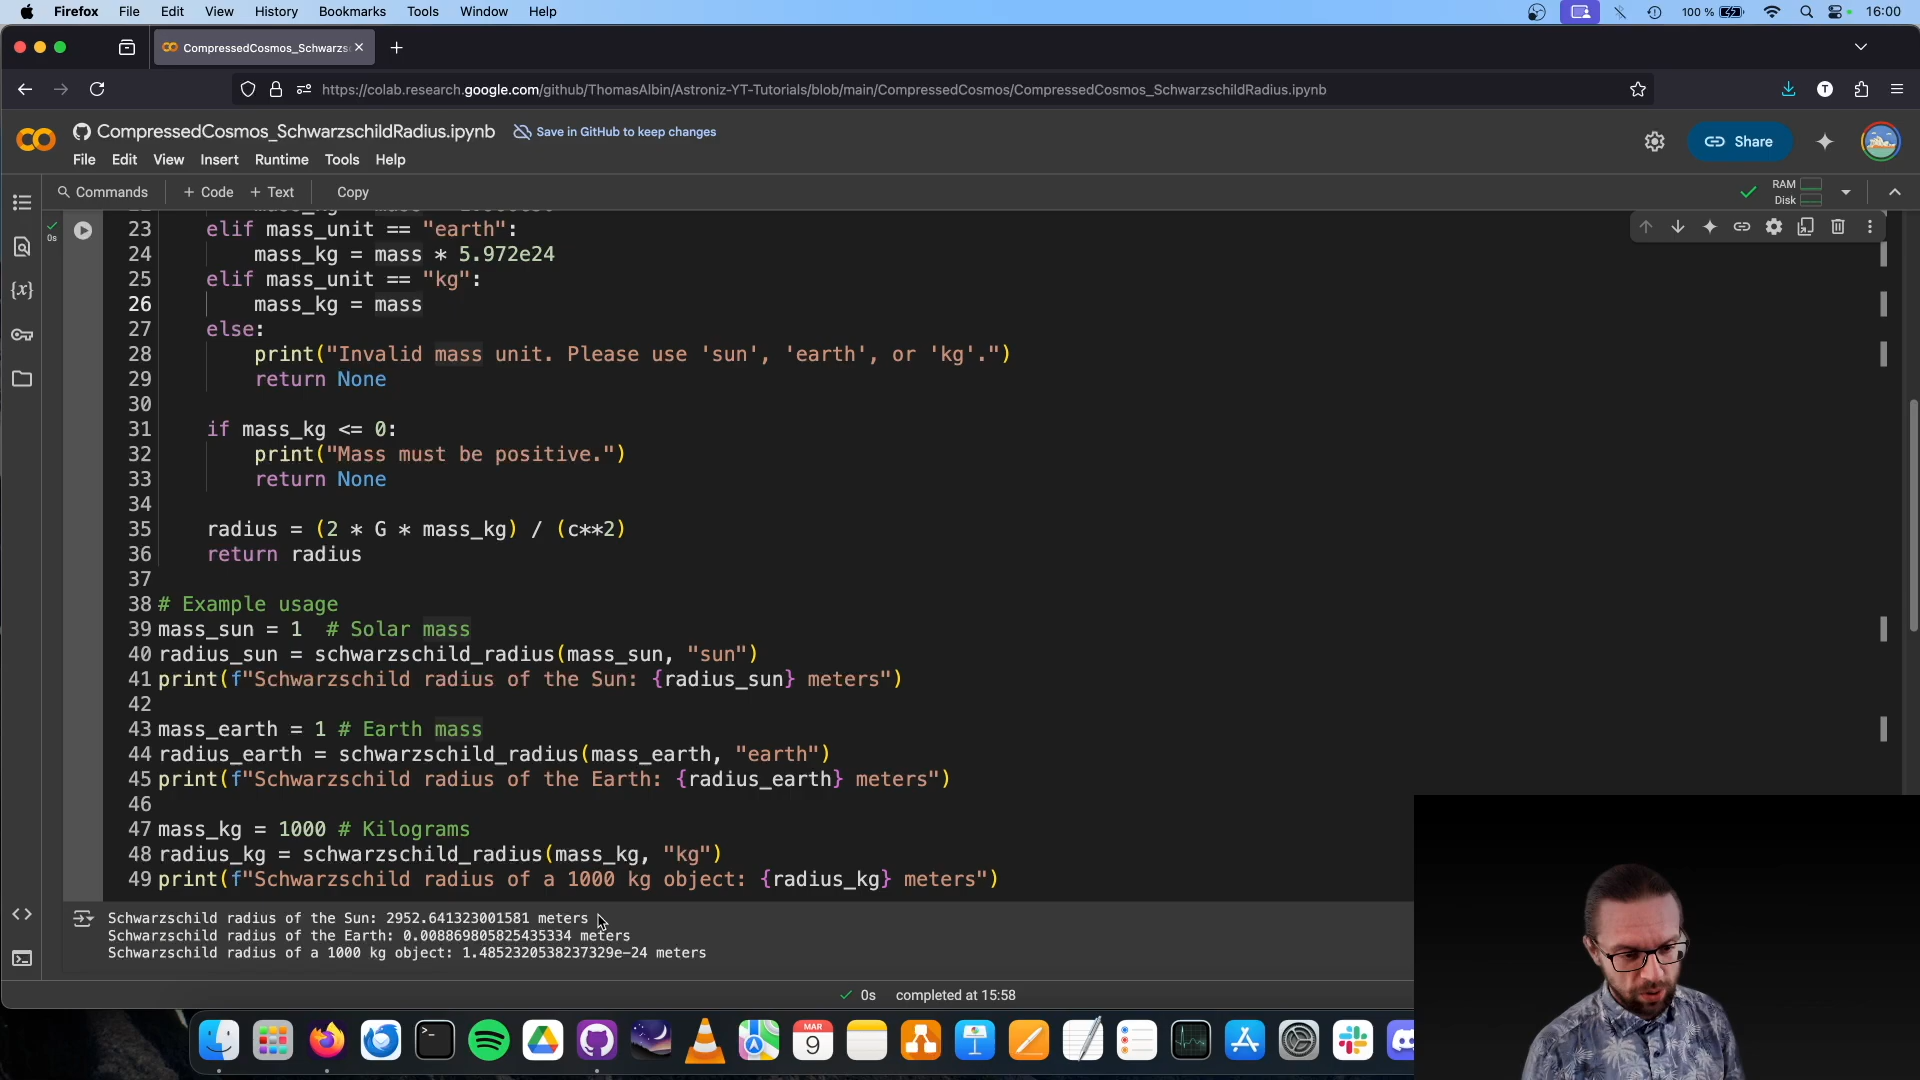 Firefox File Edit View History Bookmarks Tools Window Help 100 % 16:00
CompressedCosmos_Schwarzs
https://colab.research.google.com/github/ThomasAlbin/Astroniz-YT-Tutorials/blob/main/CompressedCosmos/CompressedCosmos_SchwarzschildRadius.ipynb T
CompressedCosmos_SchwarzschildRadius.ipynb Save in GitHub to keep changes Share
File Edit View Insert Runtime Tools Help
Commands + Code + Text Copy RAM Disk
0s
23 elif mass_unit == "earth":
24 mass_kg = mass * 5.972e24
25 elif mass_unit == "kg":
26 mass_kg = mass
27 else:
28 print("Invalid mass unit. Please use 'sun', 'earth', or 'kg'.")
29 return None
30
31 if mass_kg <= 0:
32 print("Mass must be positive.")
33 return None
34
35 radius = (2 * G * mass_kg) / (c**2)
36 return radius
37
38 # Example usage
39 mass_sun = 1 # Solar mass
40 radius_sun = schwarzschild_radius(mass_sun, "sun")
41 print(f"Schwarzschild radius of the Sun: {radius_sun} meters")
42
43 mass_earth = 1 # Earth mass
44 radius_earth = schwarzschild_radius(mass_earth, "earth")
45 print(f"Schwarzschild radius of the Earth: {radius_earth} meters")
46
47 mass_kg = 1000 # Kilograms
48 radius_kg = schwarzschild_radius(mass_kg, "kg")
49 print(f"Schwarzschild radius of a 1000 kg object: {radius_kg} meters")
Schwarzschild radius of the Sun: 2952.641323001581 meters
Schwarzschild radius of the Earth: 0.008869805825435334 meters
Schwarzschild radius of a 1000 kg object: 1.4852320538237329e-24 meters
0s completed at 15:58
MAR
9